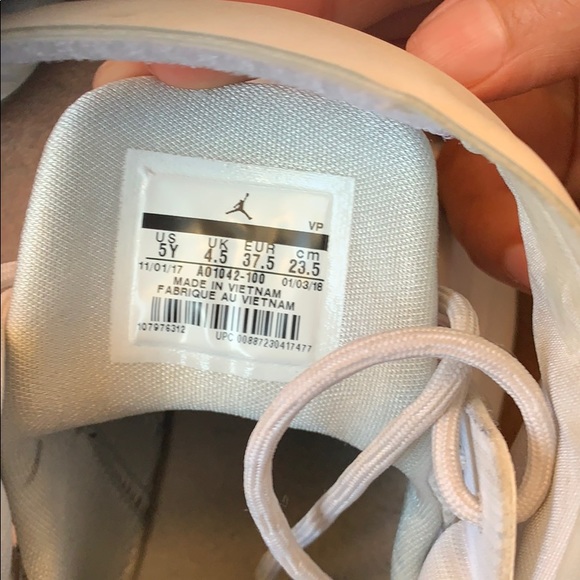 VP
US UK EUR cm
5Y 4.5 37.5 23.5
11/01/17 AO1042-100 01/03/18
MADE IN VIETNAM
FABRIQUE AU VIETNAM
107976312 UPC 00887230417477